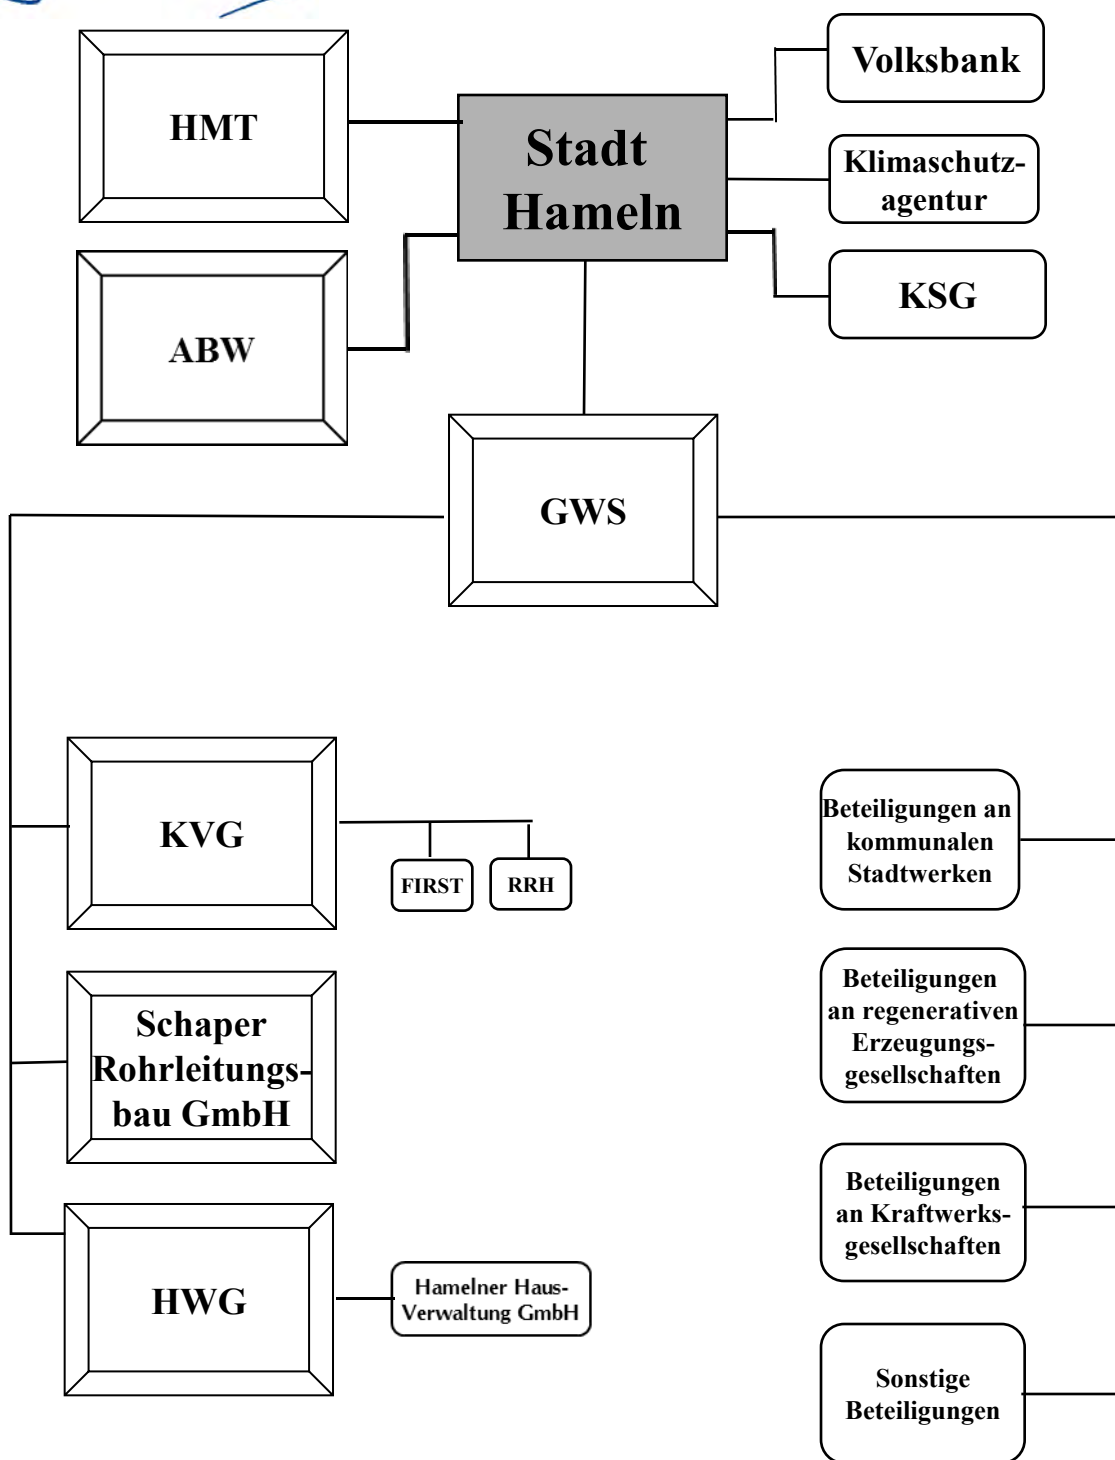 HMT
Stadt
Hameln
Volksbank
Klimaschutz-
agentur
KSG
ABW
GWS
KVG
FIRST
RRH
Beteiligungen an
kommunalen
Stadtwerken
Schaper
Rohrleitungs-
bau GmbH
Beteiligungen
an regenerativen
Erzeugungs-
gesellschaften
Beteiligungen
an Kraftwerks-
gesellschaften
HWG
Hamelner Haus-
Verwaltung GmbH
Sonstige
Beteiligungen